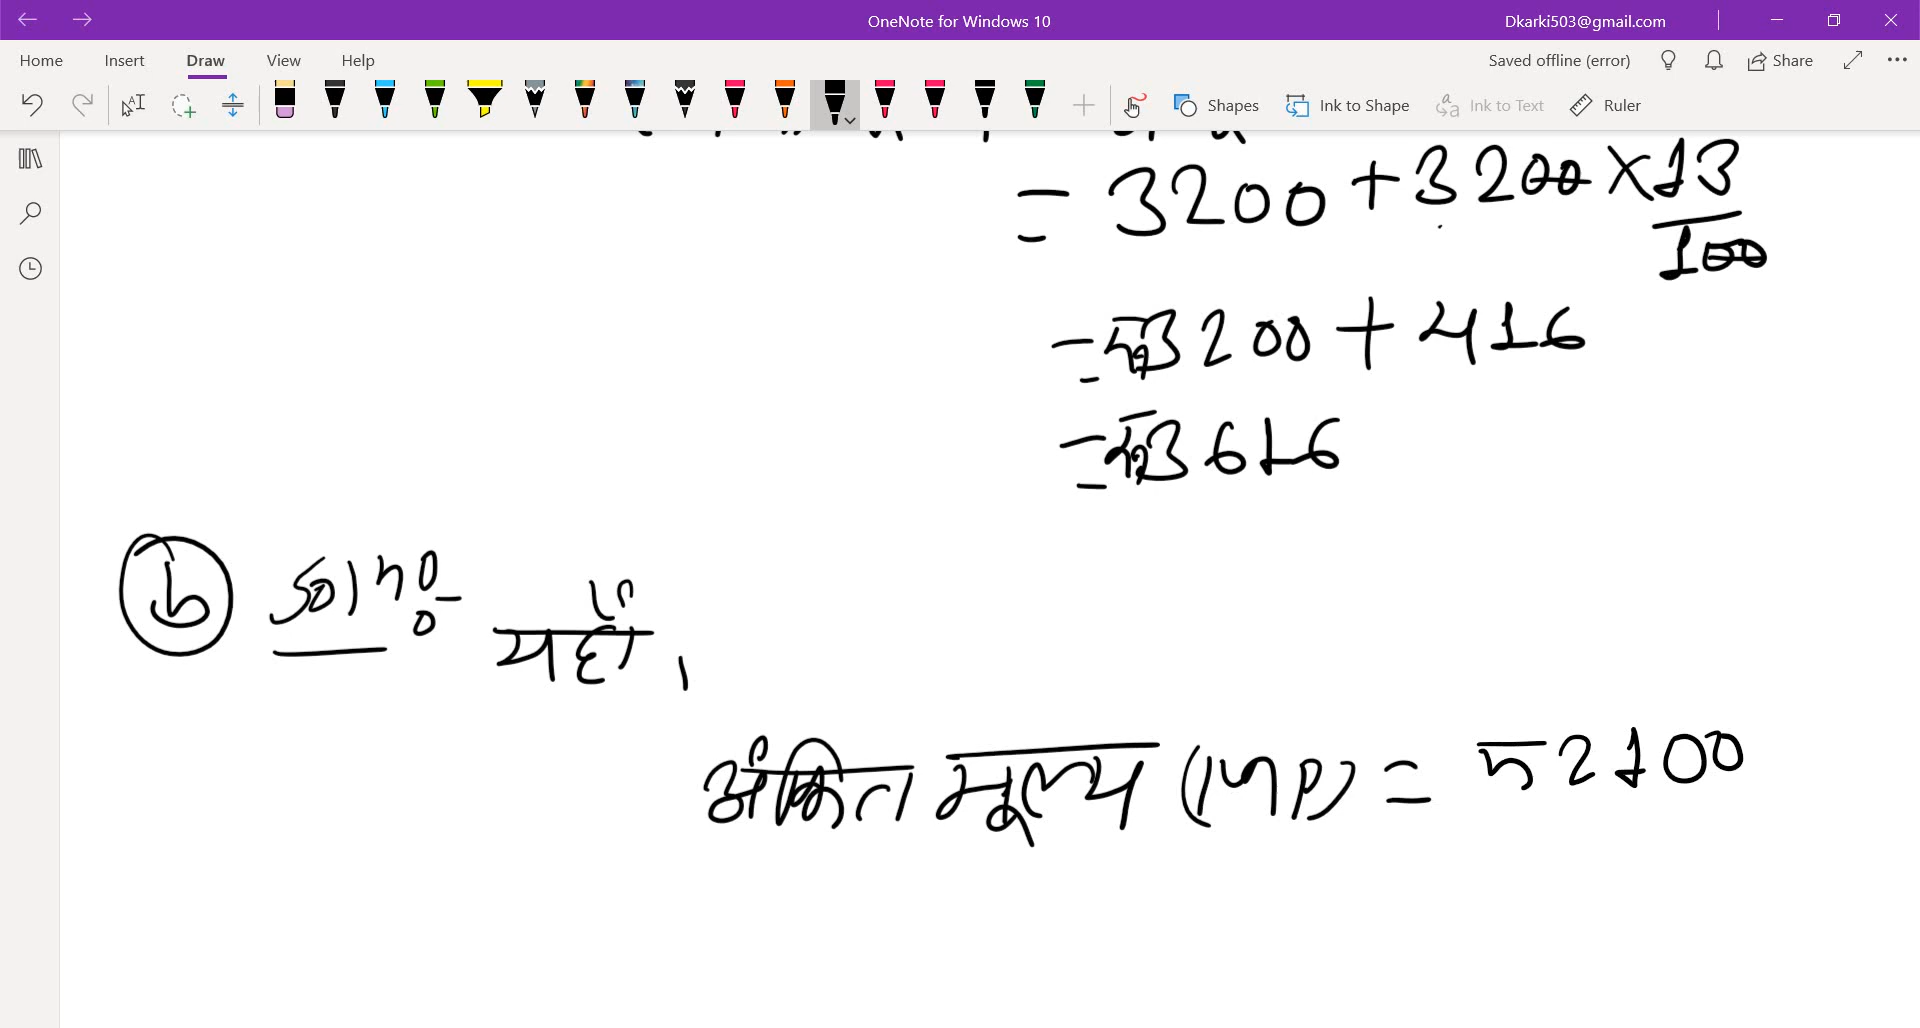 OneNote for Windows 10 Dkarki503@gmail.com
Home Insert Draw View Help Saved offline (error) Share
Shapes Ink to Shape Ink to Text Ruler
= 3200 + 3200 × 13
100
= रु 3200 + 416
= रु 3616
b Soln:- यहाँ,
अंकित मूल्य (MP) = रु 2100